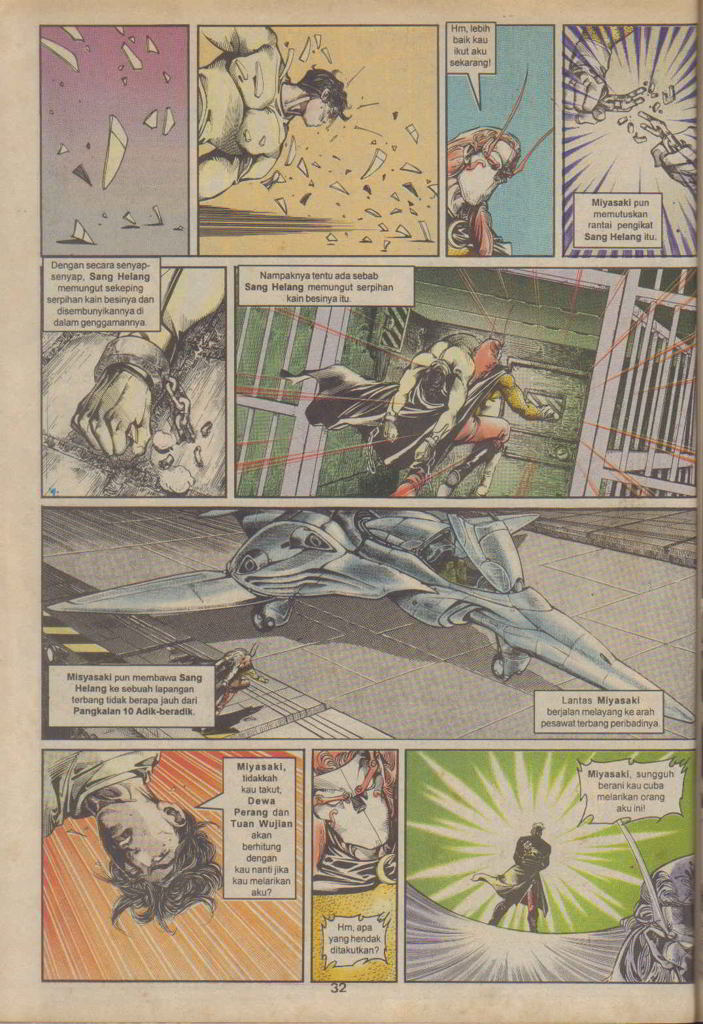 Hm, lebih
baik kau
ikut aku
sekarang!
Miyasaki pun
memutuskan
rantai pengikat
Sang Helang itu.
Dengan secara senyap-
senyap, Sang Helang
memungut sekeping
serpihan kain besinya dan
disembunyikannya di
dalam genggamannya.
Nampaknya tentu ada sebab
Sang Helang memungut serpihan
kain besinya itu.
Misyasaki pun membawa Sang
Helang ke sebuah lapangan
terbang tidak berapa jauh dari
Pangkalan 10 Adik-beradik.
Lantas Miyasaki
berjalan melayang ke arah
pesawat terbang peribadinya.
Miyasaki,
tidakkah
kau takut,
Dewa
Perang dan
Tuan Wujian
akan
berhitung
dengan
kau nanti jika
kau melarikan
aku?
Hm, apa
yang hendak
ditakutkan?
Miyasaki, sungguh
berani kau cuba
melarikan orang
aku ini!
32